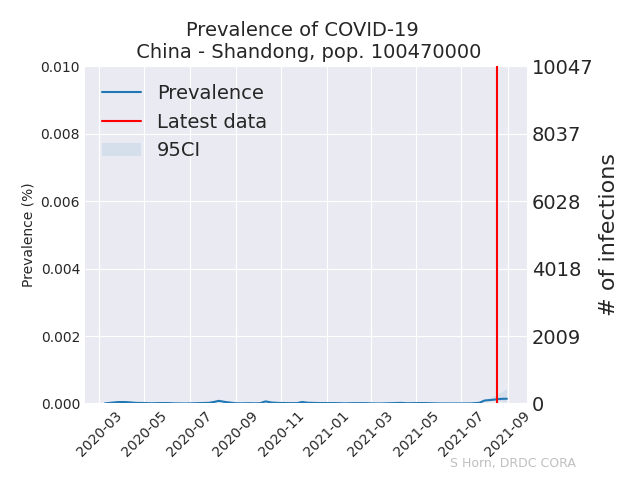 Prevalence of COVID-19
China - Shandong, pop. 100470000
Prevalence
Latest data
95CI
Prevalence (%)
0.010
0.008
0.006
0.004
0.002
0.000
10047
8037
6028
4018
2009
0
# of infections
2020-03
2020-05
2020-07
2020-09
2020-11
2021-01
2021-03
2021-05
2021-07
2021-09
S Horn, DRDC CORA